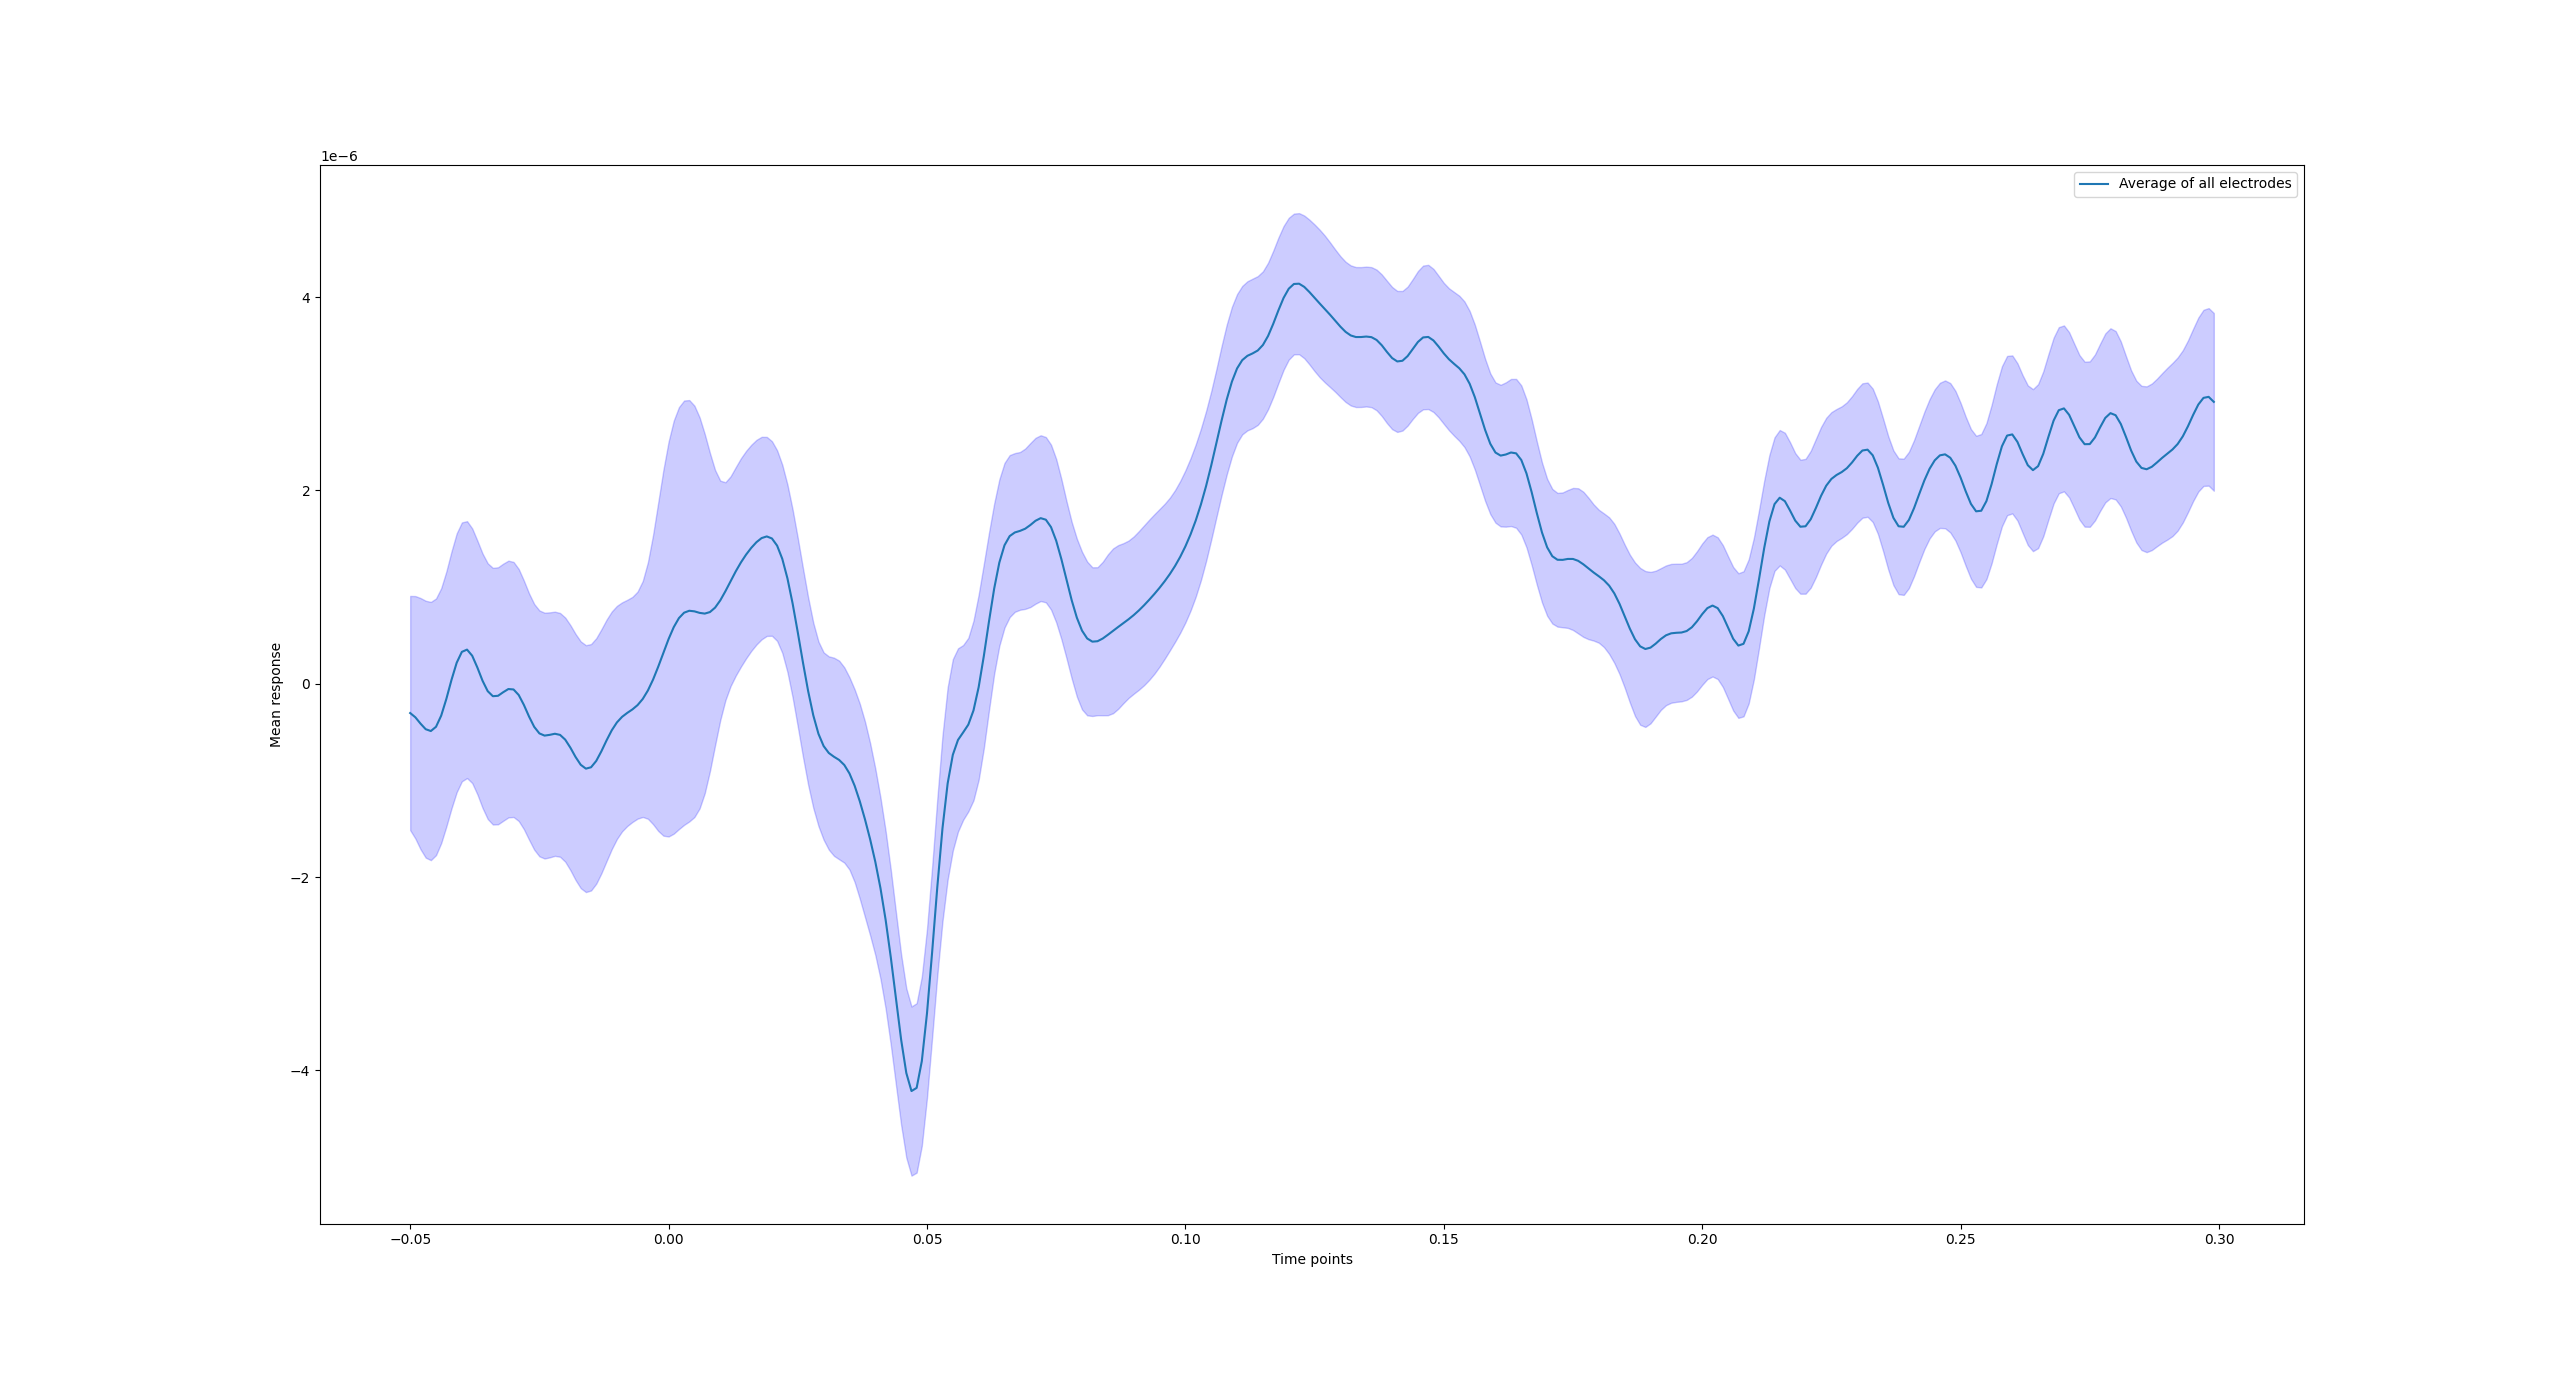 1e−6
Average of all electrodes
4
2
0
−2
−4
Mean response
−0.05 0.00 0.05 0.10 0.15 0.20 0.25 0.30
Time points